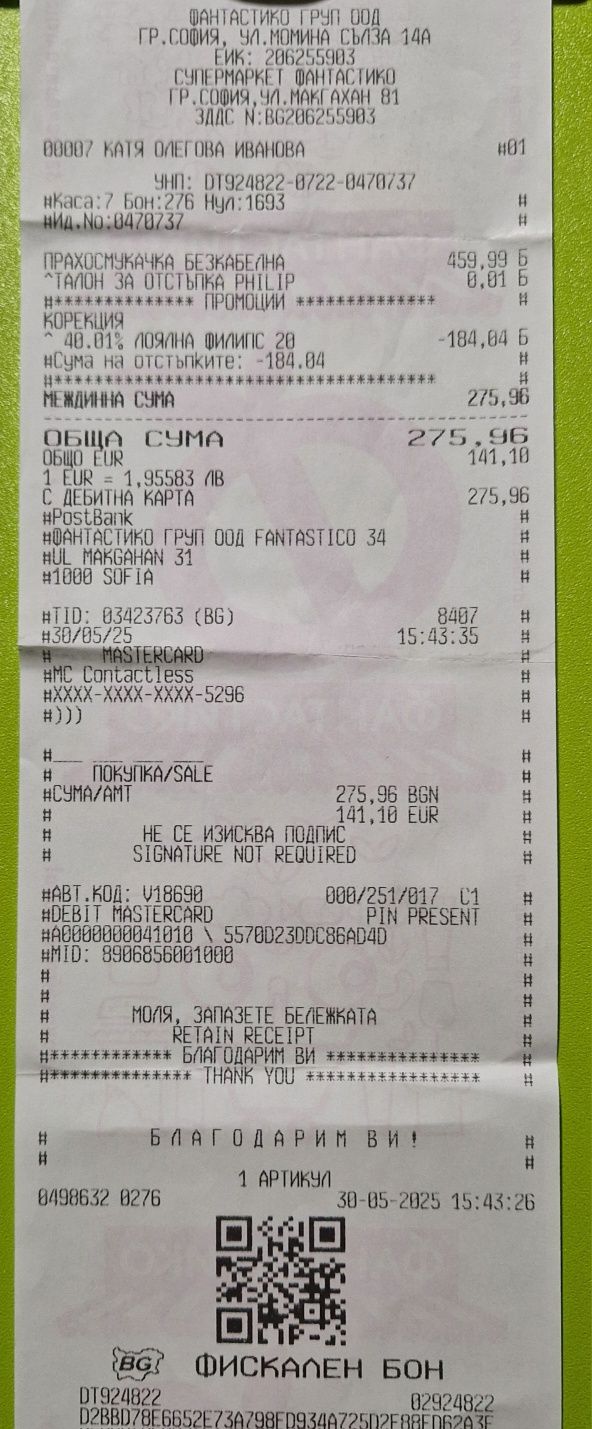 ФАНТАСТИКО ГРУП ООД
ГР.СОФИЯ, УЛ.МОМИНА СЪЛЗА 14А
ЕИК: 206255903
СУПЕРМАРКЕТ ФАНТАСТИКО
ГР.СОФИЯ,УЛ.МАКГАХАН 81
ЗДДС N:BG206255903
00007 КАТЯ ОЛЕГОВА ИВАНОВА #01
УНП: DT924822-0722-0470737
#Каса:7 Бон:276 Нул:1693 #
#Ид.No:0470737 #
ПРАХОСМУКАЧКА БЕЗКАБЕЛНА 459,99 Б
^ТАЛОН ЗА ОТСТЪПКА PHILIP 0,01 Б
#************** ПРОМОЦИИ ************** #
КОРЕКЦИЯ
^ 40.01% ЛОЯЛНА ФИЛИПС 20 -184,04 Б
#Сума на отстъпките: -184.04 #
#************************************** #
МЕЖДИННА СУМА 275,96
ОБЩА СУМА 275,96
ОБЩО EUR 141,10
1 EUR = 1,95583 ЛВ
С ДЕБИТНА КАРТА 275,96
#PostBank #
#ФАНТАСТИКО ГРУП ООД FANTASTICO 34 #
#UL MAKGAHAN 31 #
#1000 SOFIA #
#TID: 03423763 (BG) 8407 #
#30/05/25 15:43:35 #
# MASTERCARD #
#MC Contactless #
#XXXX-XXXX-XXXX-5296 #
#))) #
#___ ___ ___ ___ #
# ПОКУПКА/SALE #
#СУМА/AMT 275,96 BGN #
# 141,10 EUR #
# НЕ СЕ ИЗИСКВА ПОДПИС #
# SIGNATURE NOT REQUIRED #
#АВТ.КОД: V18690 000/251/017 C1 #
#DEBIT MASTERCARD PIN PRESENT #
#A0000000041010 \ 5570D23DDC86AD4D #
#MID: 8906856001000 #
# #
# #
# МОЛЯ, ЗАПАЗЕТЕ БЕЛЕЖКАТА #
# RETAIN RECEIPT #
#************ БЛАГОДАРИМ ВИ *************** #
#************** THANK YOU ***************** #
# БЛАГОДАРИМ ВИ! #
# #
1 АРТИКУЛ
0498632 0276 30-05-2025 15:43:26
BG ФИСКАЛЕН БОН
DT924822 02924822
D2BBD78E6652E73A798FD934A725D2F88ED62A3F